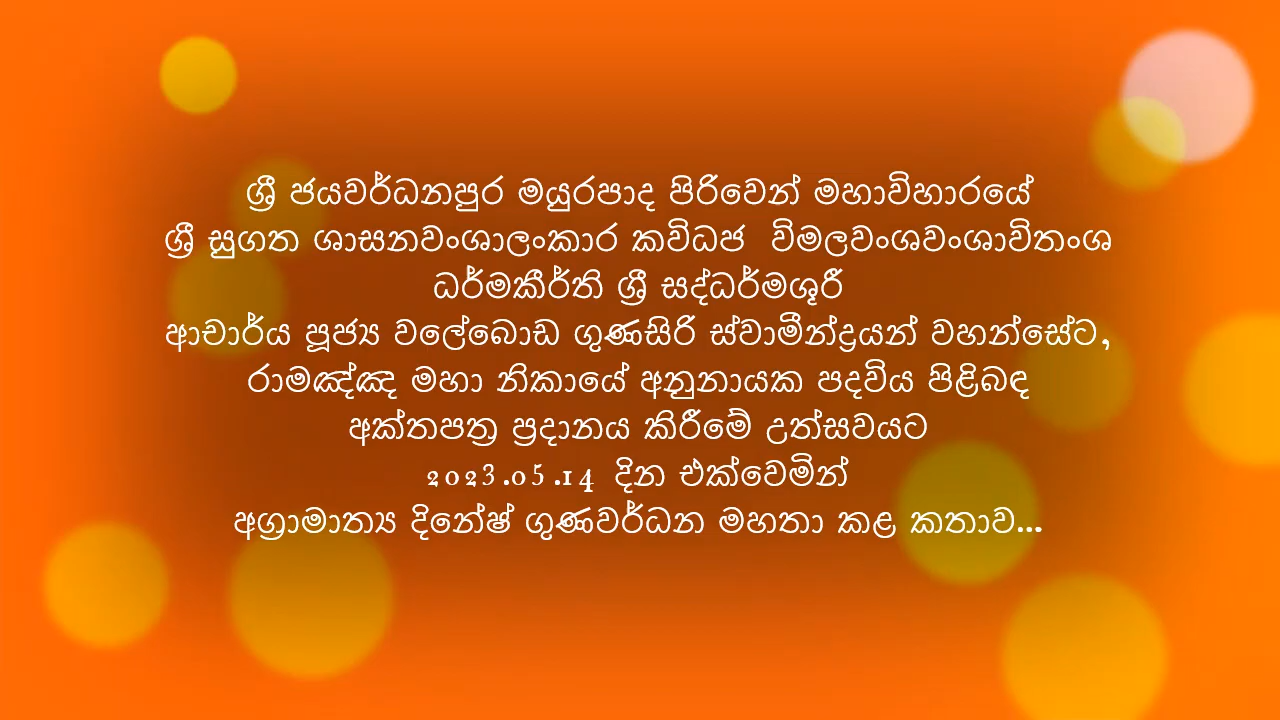 ශ්‍රී ජයවර්ධනපුර මයුරපාද පිරිවෙන් මහාවිහාරයේ
ශ්‍රී සුගත ශාසනවංශාලංකාර කවිධජ විමලවංශවංශාවිතංශ
ධර්මකීර්ති ශ්‍රී සද්ධර්මශූරී
ආචාර්ය පූජ්‍ය වලේබොඩ ගුණසිරි ස්වාමීන්ද්‍රයන් වහන්සේට,
රාමඤ්ඤ මහා නිකායේ අනුනායක පදවිය පිළිබඳ
අක්තපත්‍ර ප්‍රදානය කිරීමේ උත්සවයට
2023.05.14 දින එක්වෙමින්
අග්‍රාමාත්‍ය දිනේෂ් ගුණවර්ධන මහතා කළ කතාව...